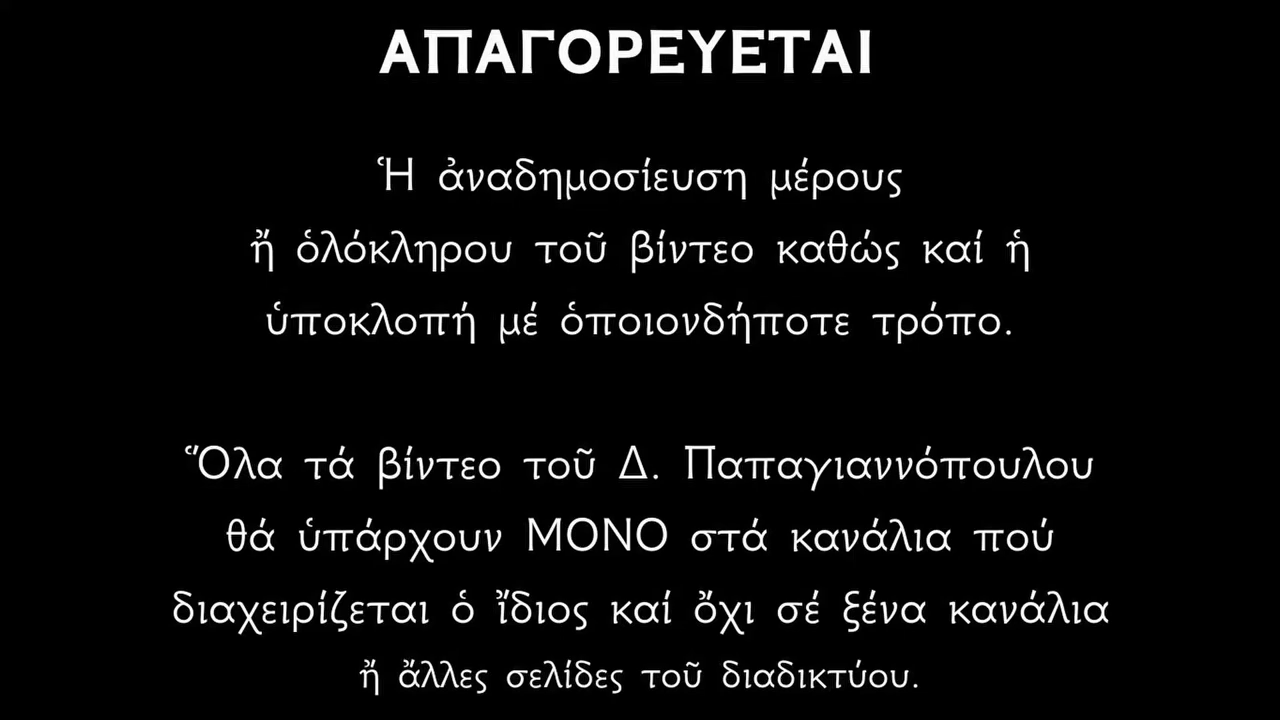 ΑΠΑΓΟΡΕΥΕΤΑΙ
Ἡ ἀναδημοσίευση μέρους
ἤ ὁλόκληρου τοῦ βίντεο καθώς καί ἡ
ὑποκλοπή μέ ὁποιονδήποτε τρόπο.
Ὅλα τά βίντεο τοῦ Δ. Παπαγιαννόπουλου
θά ὑπάρχουν ΜΟΝΟ στά κανάλια πού
διαχειρίζεται ὁ ἴδιος καί ὄχι σέ ξένα κανάλια
ἤ ἄλλες σελίδες τοῦ διαδικτύου.